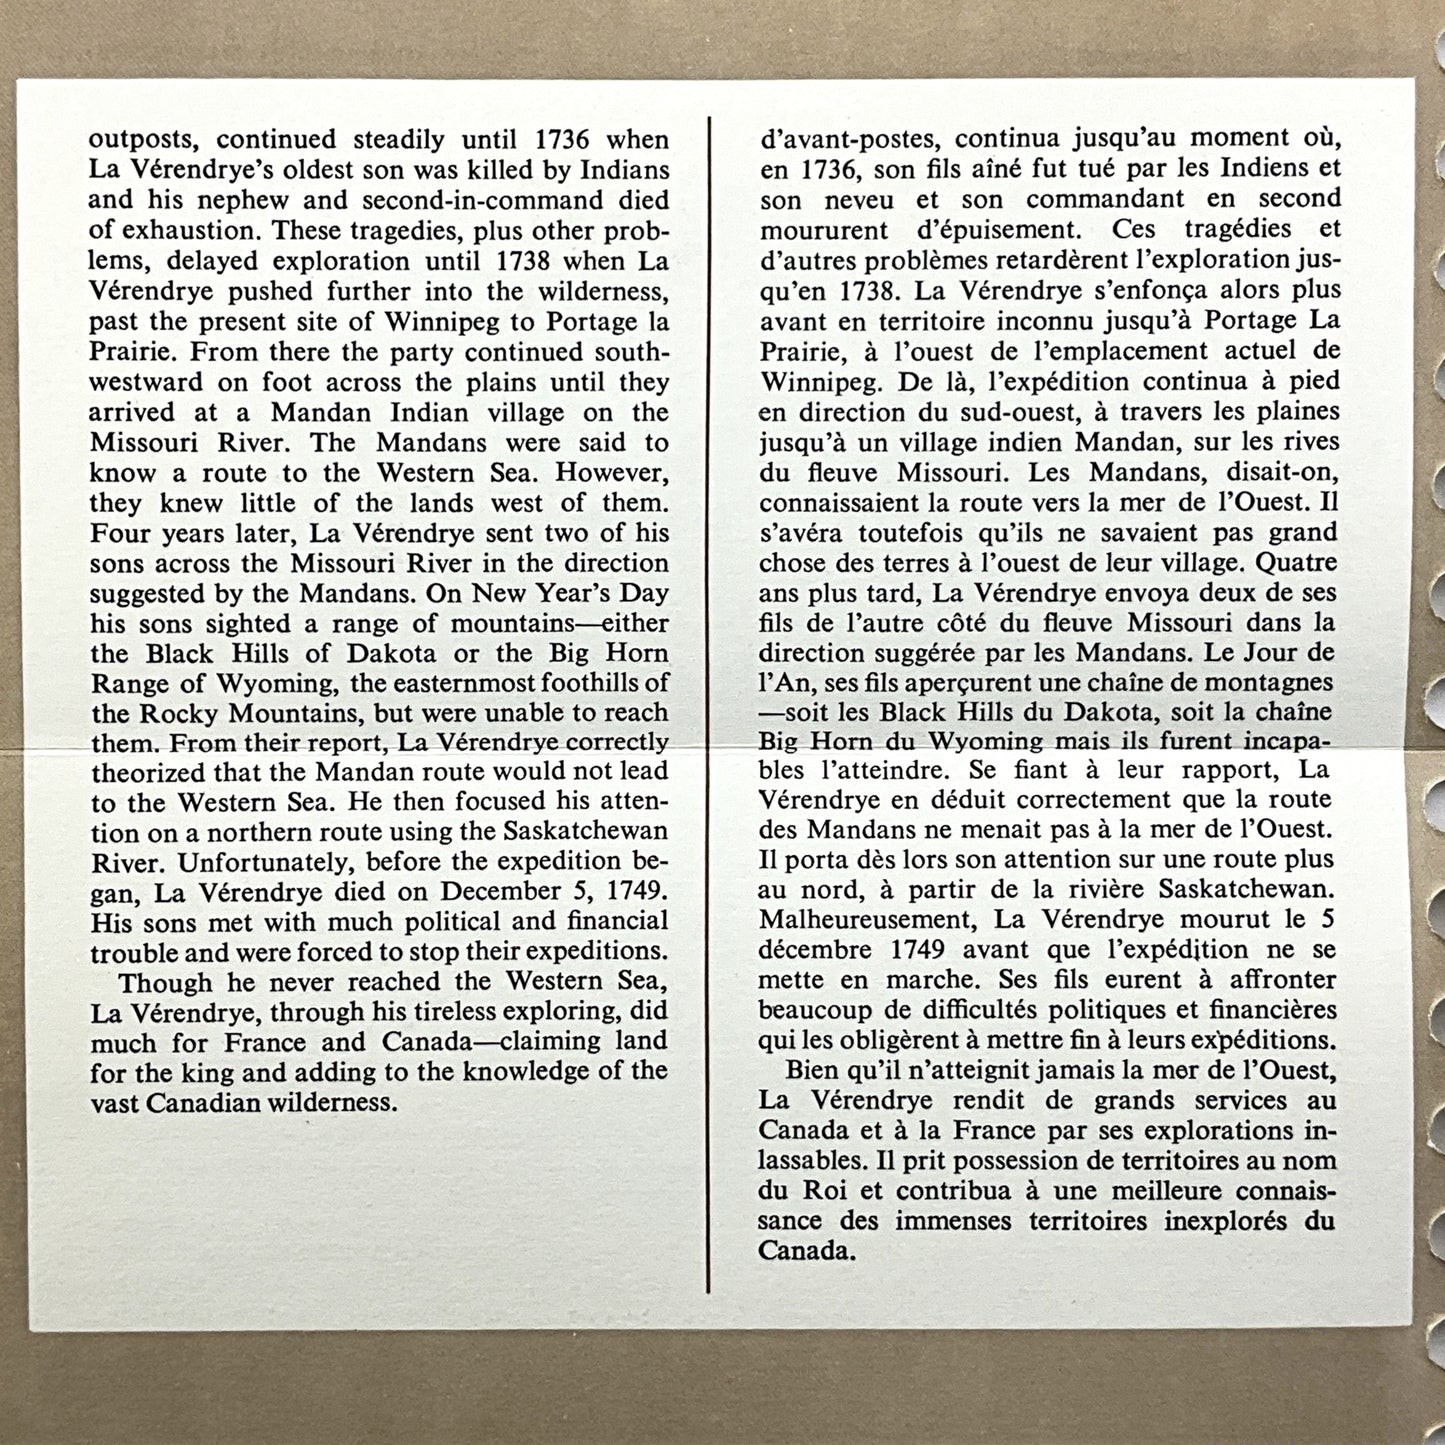 outposts, continued steadily until 1736 when
La Vérendrye's oldest son was killed by Indians
and his nephew and second-in-command died
of exhaustion. These tragedies, plus other prob-
lems, delayed exploration until 1738 when La
Vérendrye pushed further into the wilderness,
past the present site of Winnipeg to Portage la
Prairie. From there the party continued south-
westward on foot across the plains until they
arrived at a Mandan Indian village on the
Missouri River. The Mandans were said to
know a route to the Western Sea. However,
they knew little of the lands west of them.
Four years later, La Vérendrye sent two of his
sons across the Missouri River in the direction
suggested by the Mandans. On New Year's Day
his sons sighted a range of mountains—either
the Black Hills of Dakota or the Big Horn
Range of Wyoming, the easternmost foothills of
the Rocky Mountains, but were unable to reach
them. From their report, La Vérendrye correctly
theorized that the Mandan route would not lead
to the Western Sea. He then focused his atten-
tion on a northern route using the Saskatchewan
River. Unfortunately, before the expedition be-
gan, La Vérendrye died on December 5, 1749.
His sons met with much political and financial
trouble and were forced to stop their expeditions.
Though he never reached the Western Sea,
La Vérendrye, through his tireless exploring, did
much for France and Canada—claiming land
for the king and adding to the knowledge of the
vast Canadian wilderness.
d'avant-postes, continua jusqu'au moment où,
en 1736, son fils aîné fut tué par les Indiens et
son neveu et son commandant en second
moururent d'épuisement. Ces tragédies et
d'autres problèmes retardèrent l'exploration jus-
qu'en 1738. La Vérendrye s'enfonça alors plus
avant en territoire inconnu jusqu'à Portage La
Prairie, à l'ouest de l'emplacement actuel de
Winnipeg. De là, l'expédition continua à pied
en direction du sud-ouest, à travers les plaines
jusqu'à un village indien Mandan, sur les rives
du fleuve Missouri. Les Mandans, disait-on,
connaissaient la route vers la mer de l'Ouest. Il
s'avéra toutefois qu'ils ne savaient pas grand
chose des terres à l'ouest de leur village. Quatre
ans plus tard, La Vérendrye envoya deux de ses
fils de l'autre côté du fleuve Missouri dans la
direction suggérée par les Mandans. Le Jour de
l'An, ses fils aperçurent une chaîne de montagnes
—soit les Black Hills du Dakota, soit la chaîne
Big Horn du Wyoming mais ils furent incapa-
bles l'atteindre. Se fiant à leur rapport, La
Vérendrye en déduit correctement que la route
des Mandans ne menait pas à la mer de l'Ouest.
Il porta dès lors son attention sur une route plus
au nord, à partir de la rivière Saskatchewan.
Malheureusement, La Vérendrye mourut le 5
décembre 1749 avant que l'expédition ne se
mette en marche. Ses fils eurent à affronter
beaucoup de difficultés politiques et financières
qui les obligèrent à mettre fin à leurs expéditions.
Bien qu'il n'atteignit jamais la mer de l'Ouest,
La Vérendrye rendit de grands services au
Canada et à la France par ses explorations in-
lassables. Il prit possession de territoires au nom
du Roi et contribua à une meilleure connais-
sance des immenses territoires inexplorés du
Canada.